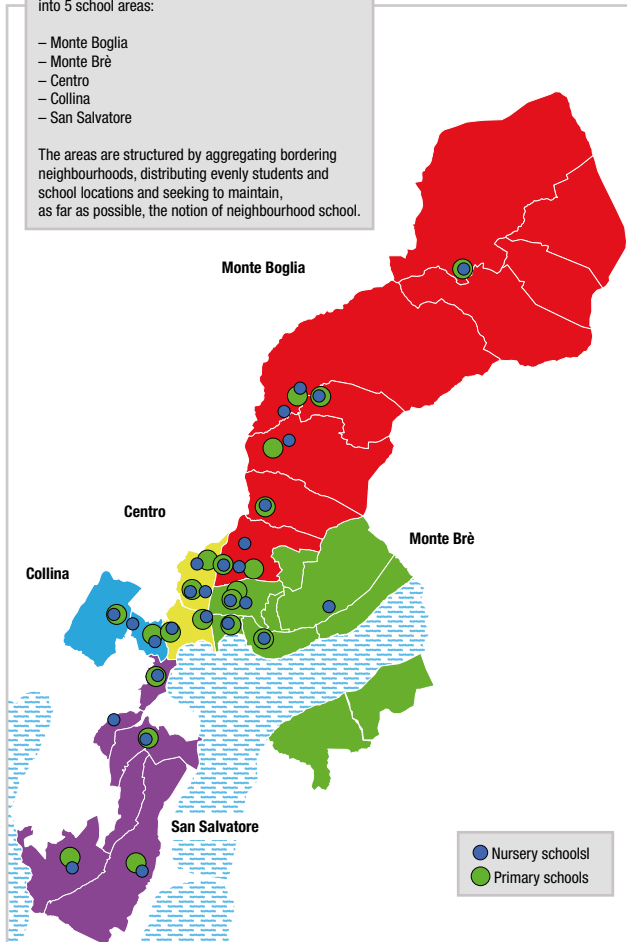 into 5 school areas:
– Monte Boglia
– Monte Brè
– Centro
– Collina
– San Salvatore
The areas are structured by aggregating bordering
neighbourhoods, distributing evenly students and
school locations and seeking to maintain,
as far as possible, the notion of neighbourhood school.
Monte Boglia
Centro
Monte Brè
Collina
San Salvatore
Nursery schoolsl
Primary schools